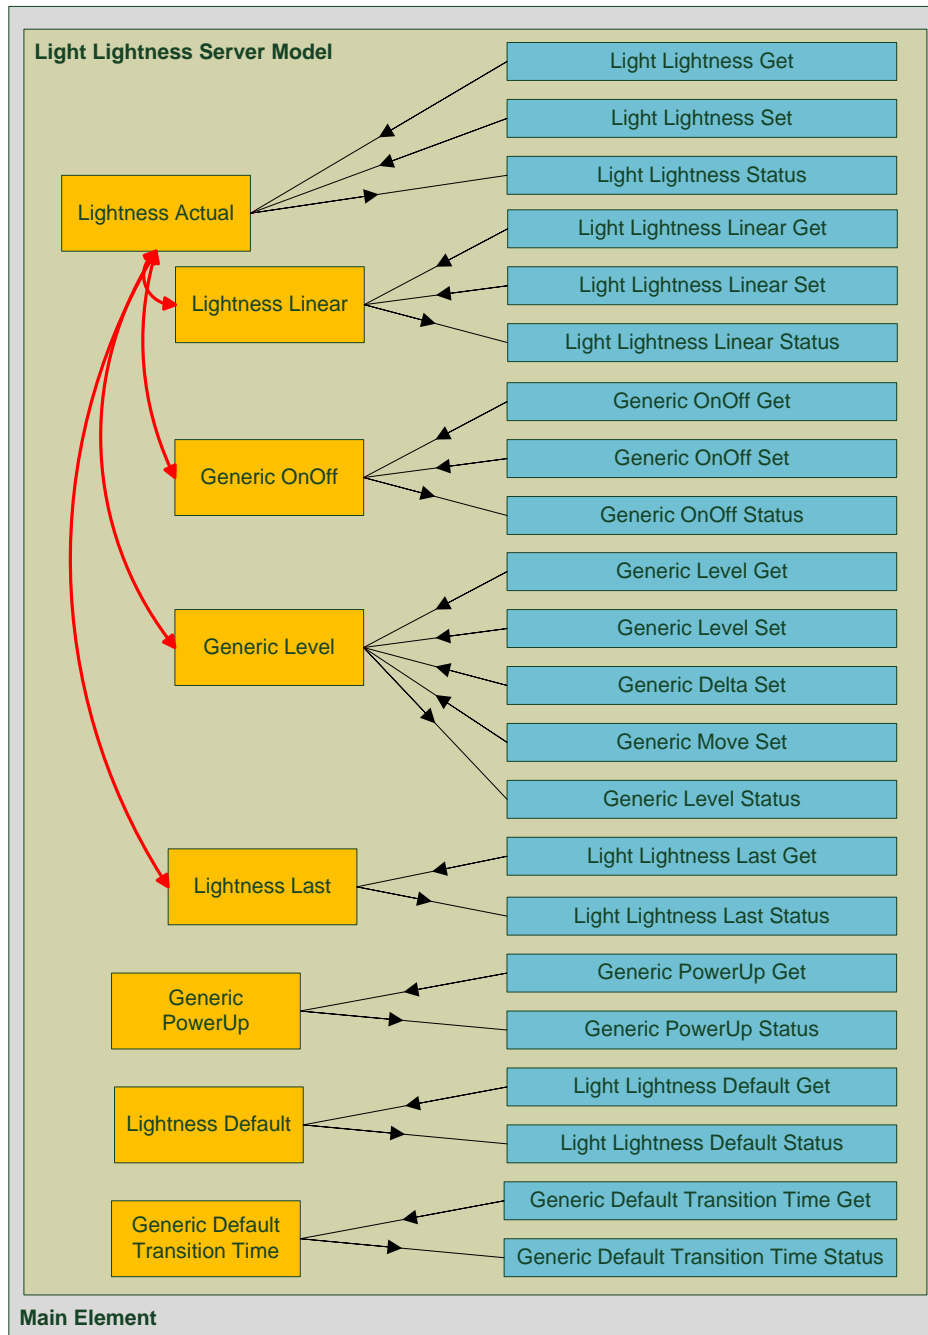 Light Lightness Server Model
Light Lightness Get
Light Lightness Set
Light Lightness Status
Lightness Actual
Light Lightness Linear Get
Light Lightness Linear Set
Light Lightness Linear Status
Lightness Linear
Generic OnOff Get
Generic OnOff Set
Generic OnOff Status
Generic OnOff
Generic Level Get
Generic Level Set
Generic Delta Set
Generic Move Set
Generic Level Status
Generic Level
Light Lightness Last Get
Light Lightness Last Status
Lightness Last
Generic PowerUp Get
Generic PowerUp Status
Generic
PowerUp
Light Lightness Default Get
Light Lightness Default Status
Lightness Default
Generic Default Transition Time Get
Generic Default Transition Time Status
Generic Default
Transition Time
Main Element